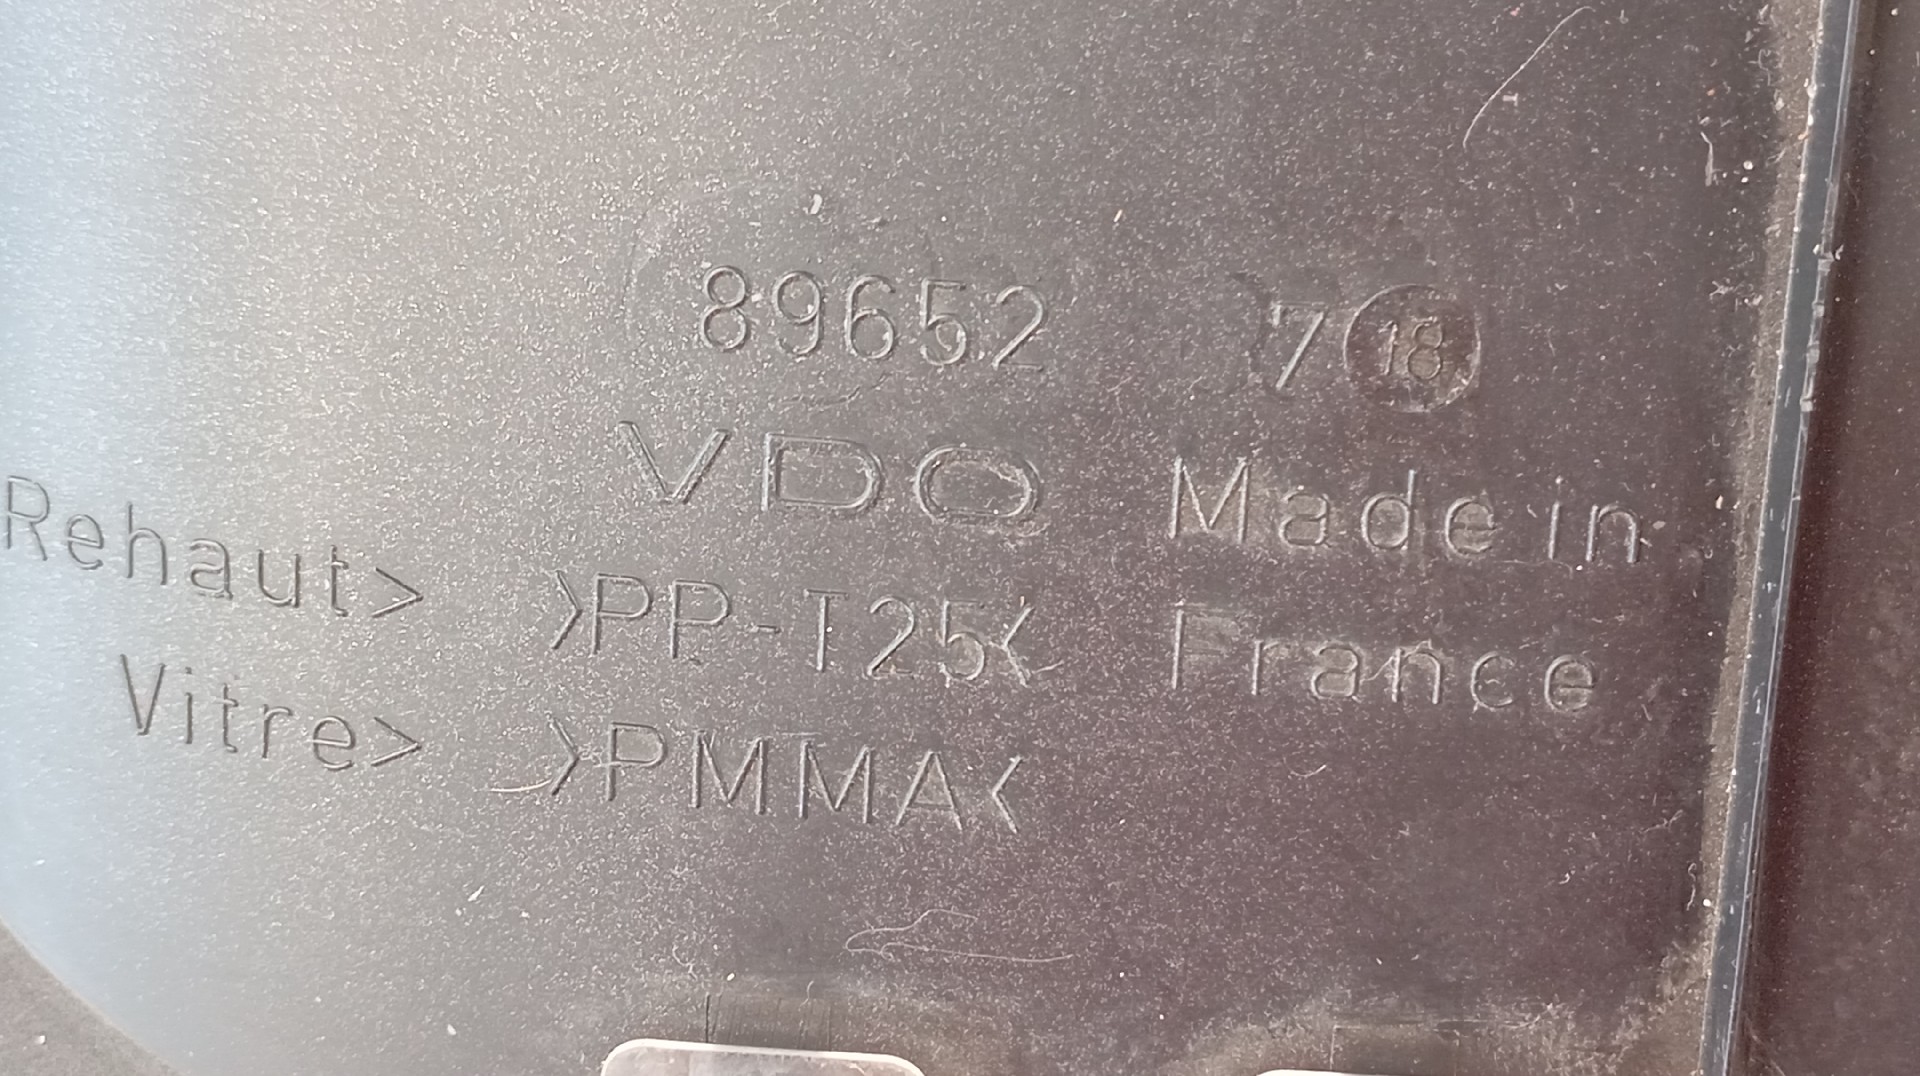 89652 7 18
VDO Made in
Rehaut> >PP-T25< France
Vitre> >PMMA<